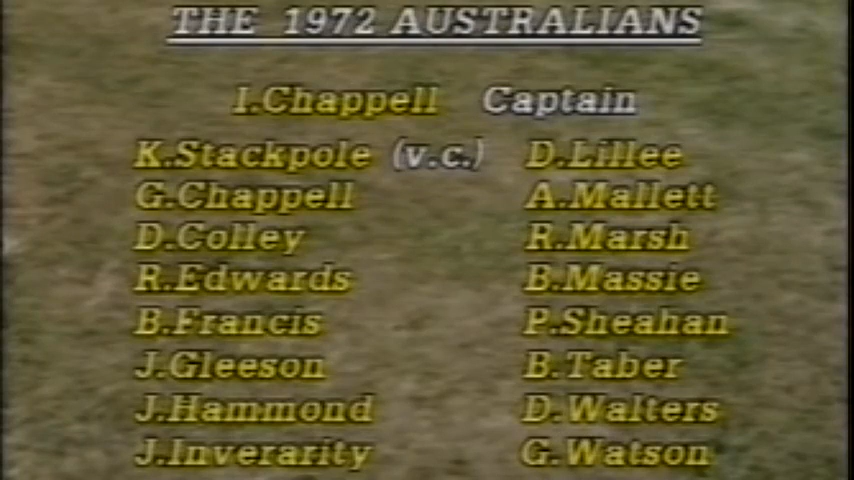 THE 1972 AUSTRALIANS
I.Chappell Captain
K.Stackpole (v.c.) D.Lillee
G.Chappell A.Mallett
D.Colley R.Marsh
R.Edwards B.Massie
B.Francis P.Sheahan
J.Gleeson B.Taber
J.Hammond D.Walters
J.Inverarity G.Watson